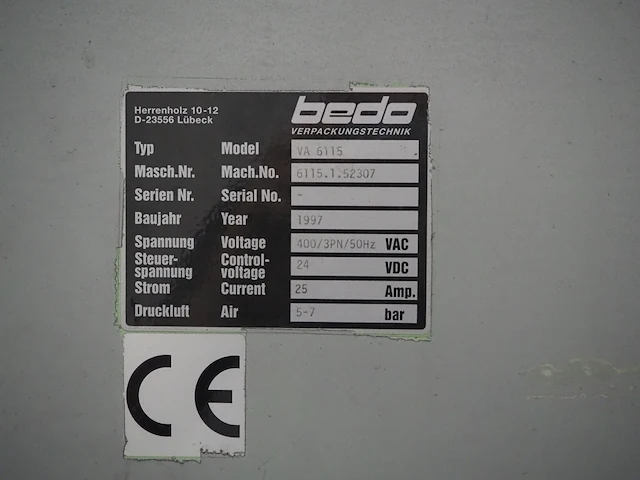 Herrenholz 10-12
D-23556 Lübeck
bedo
VERPACKUNGSTECHNIK
Typ Model VA 6115
Masch.Nr. Mach.No. 6115.1.52307
Serien Nr. Serial No. -
Baujahr Year 1997
Spannung Voltage 400/3PN/50Hz VAC
Steuer-spannung Control-voltage 24 VDC
Strom Current 25 Amp.
Druckluft Air 5-7 bar
CE